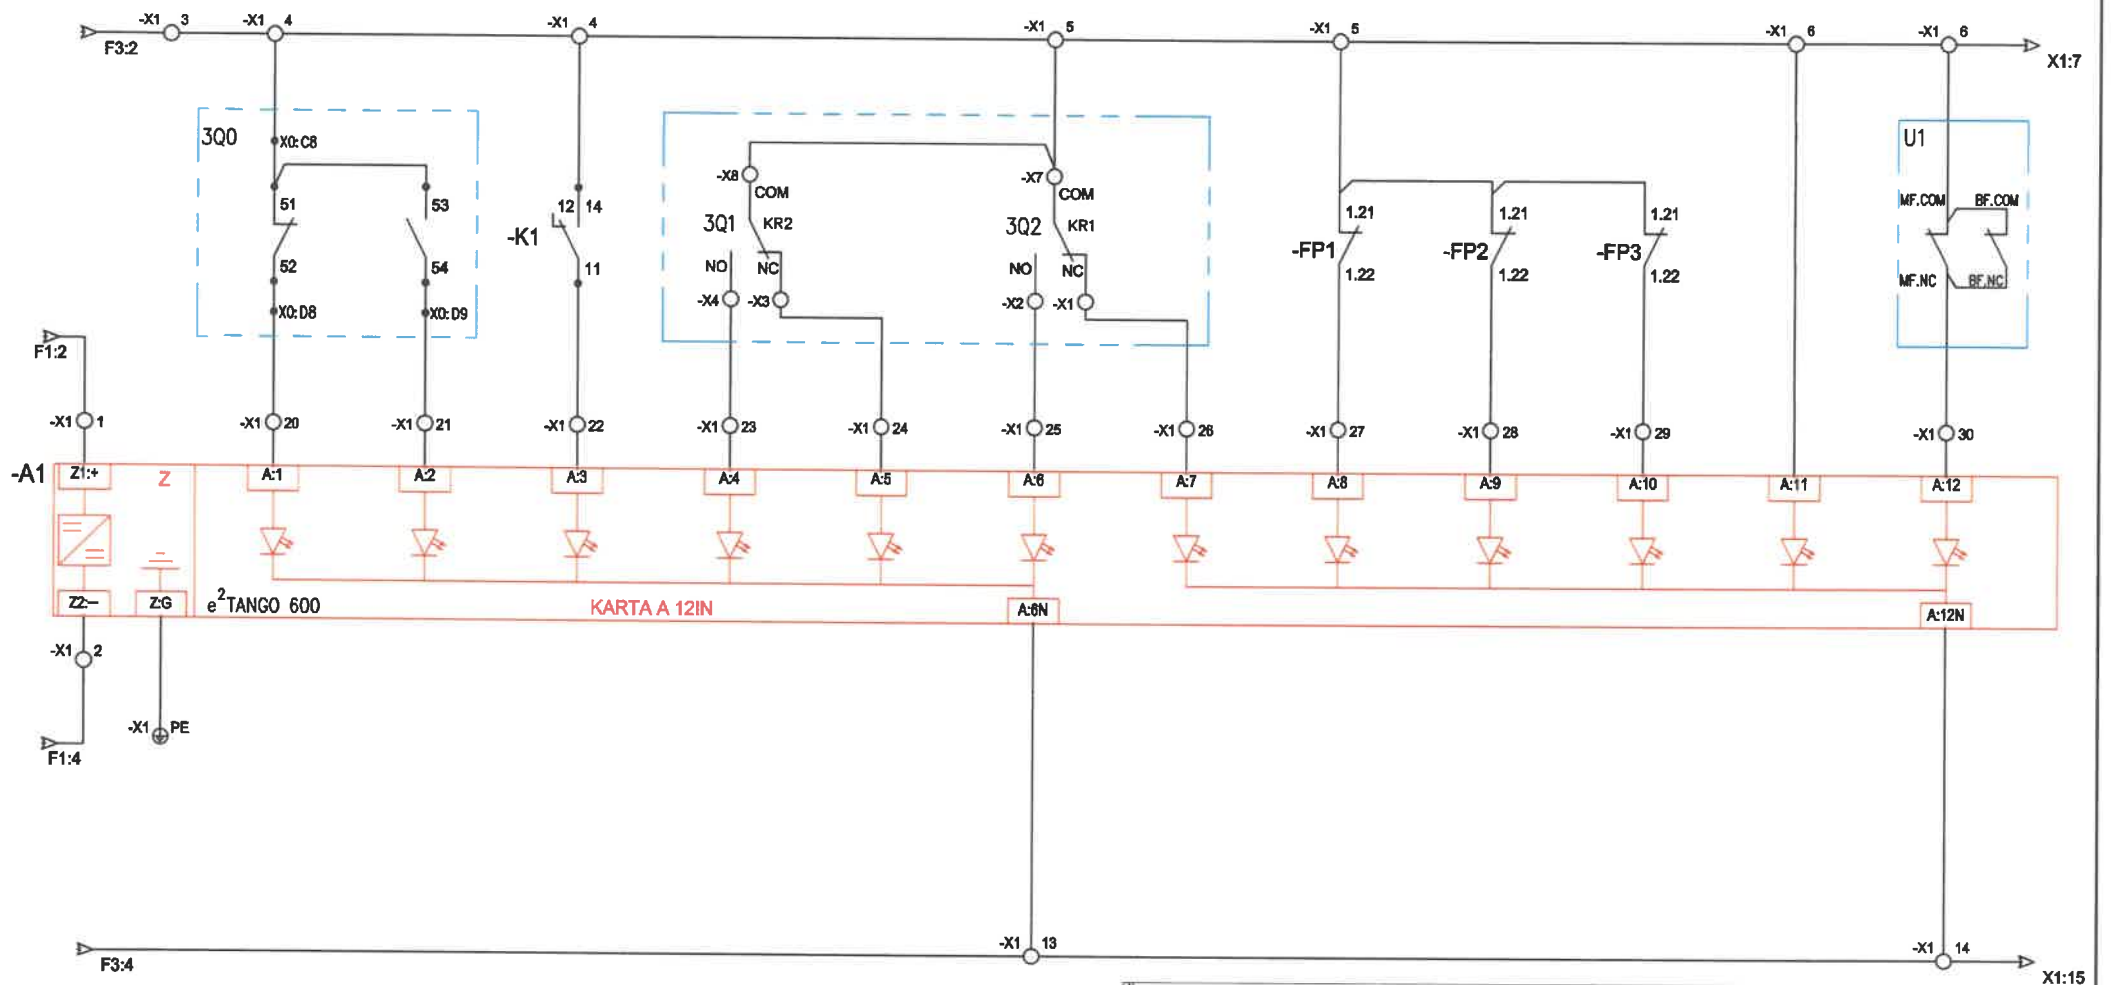 -X1 3 -X1 4 -X1 4 -X1 5 -X1 5 -X1 6 -X1 6
F3:2 X1:7
3Q0 X0:C8 U1
-X8 COM -X7 COM
51 53 12 14 3Q1 KR2 3Q2 KR1 1.21 1.21 1.21 MF.COM BF.COM
-K1 -FP1 -FP2 -FP3
52 54 11 NO NC NO NC 1.22 1.22 1.22 MF.NC BF.NC
X0:D8 X0:D9 -X4 -X3 -X2 -X1
F1:2
-X1 1 -X1 20 -X1 21 -X1 22 -X1 23 -X1 24 -X1 25 -X1 26 -X1 27 -X1 28 -X1 29 -X1 30
-A1 Z1:+ Z A:1 A:2 A:3 A:4 A:5 A:6 A:7 A:8 A:9 A:10 A:11 A:12
Z2:− Z:G e²TANGO 600 KARTA A 12IN A:6N A:12N
-X1 2
-X1 PE
F1:4
-X1 13 -X1 14
F3:4 X1:15